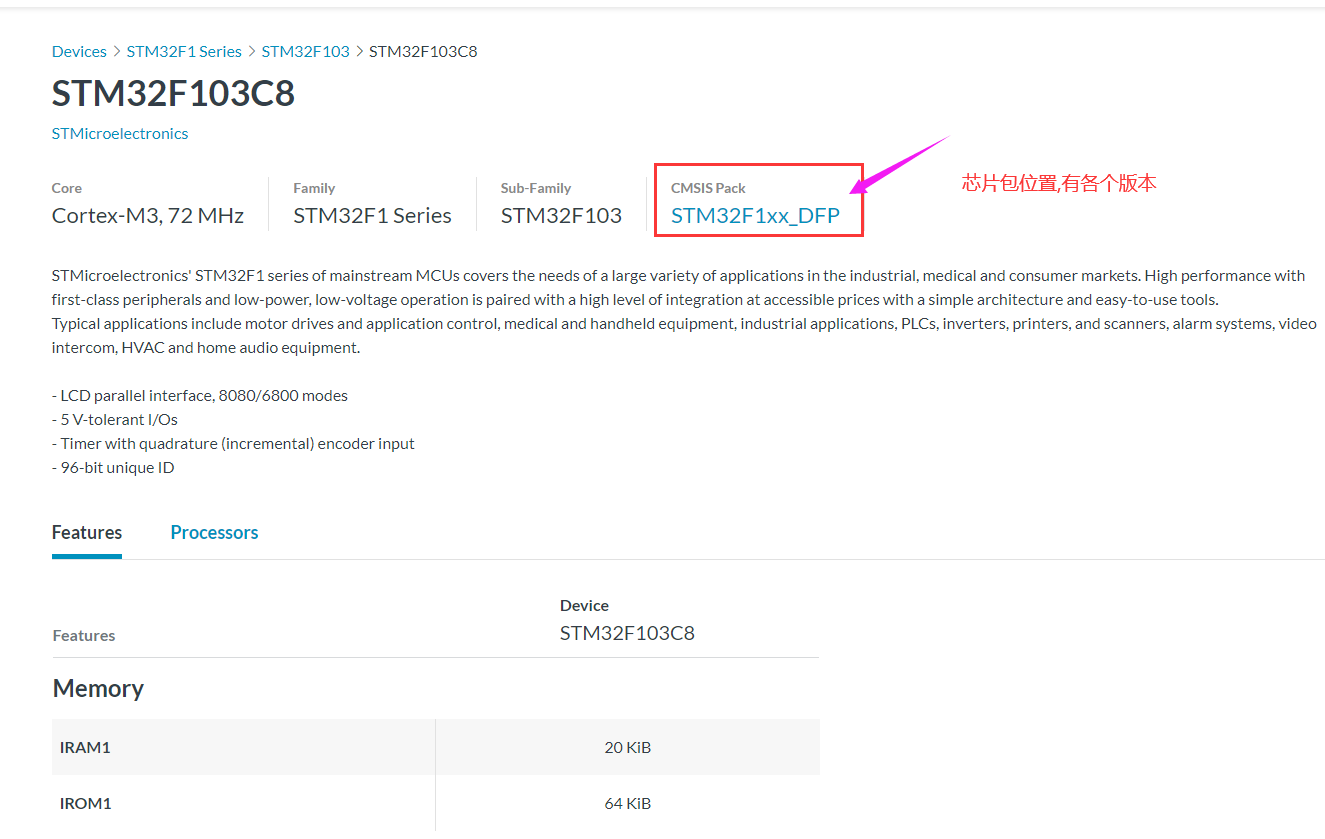 Devices > STM32F1 Series > STM32F103 > STM32F103C8
STM32F103C8
STMicroelectronics
Core
Family
Sub-Family
CMSIS Pack
Cortex-M3, 72 MHz
STM32F1 Series
STM32F103
STM32F1xx_DFP
芯片包位置,有各个版本
STMicroelectronics' STM32F1 series of mainstream MCUs covers the needs of a large variety of applications in the industrial, medical and consumer markets. High performance with
first-class peripherals and low-power, low-voltage operation is paired with a high level of integration at accessible prices with a simple architecture and easy-to-use tools.
Typical applications include motor drives and application control, medical and handheld equipment, industrial applications, PLCs, inverters, printers, and scanners, alarm systems, video
intercom, HVAC and home audio equipment.
- LCD parallel interface, 8080/6800 modes
- 5 V-tolerant I/Os
- Timer with quadrature (incremental) encoder input
- 96-bit unique ID
Features
Processors
Device
Features
STM32F103C8
Memory
IRAM1
20 KiB
IROM1
64 KiB